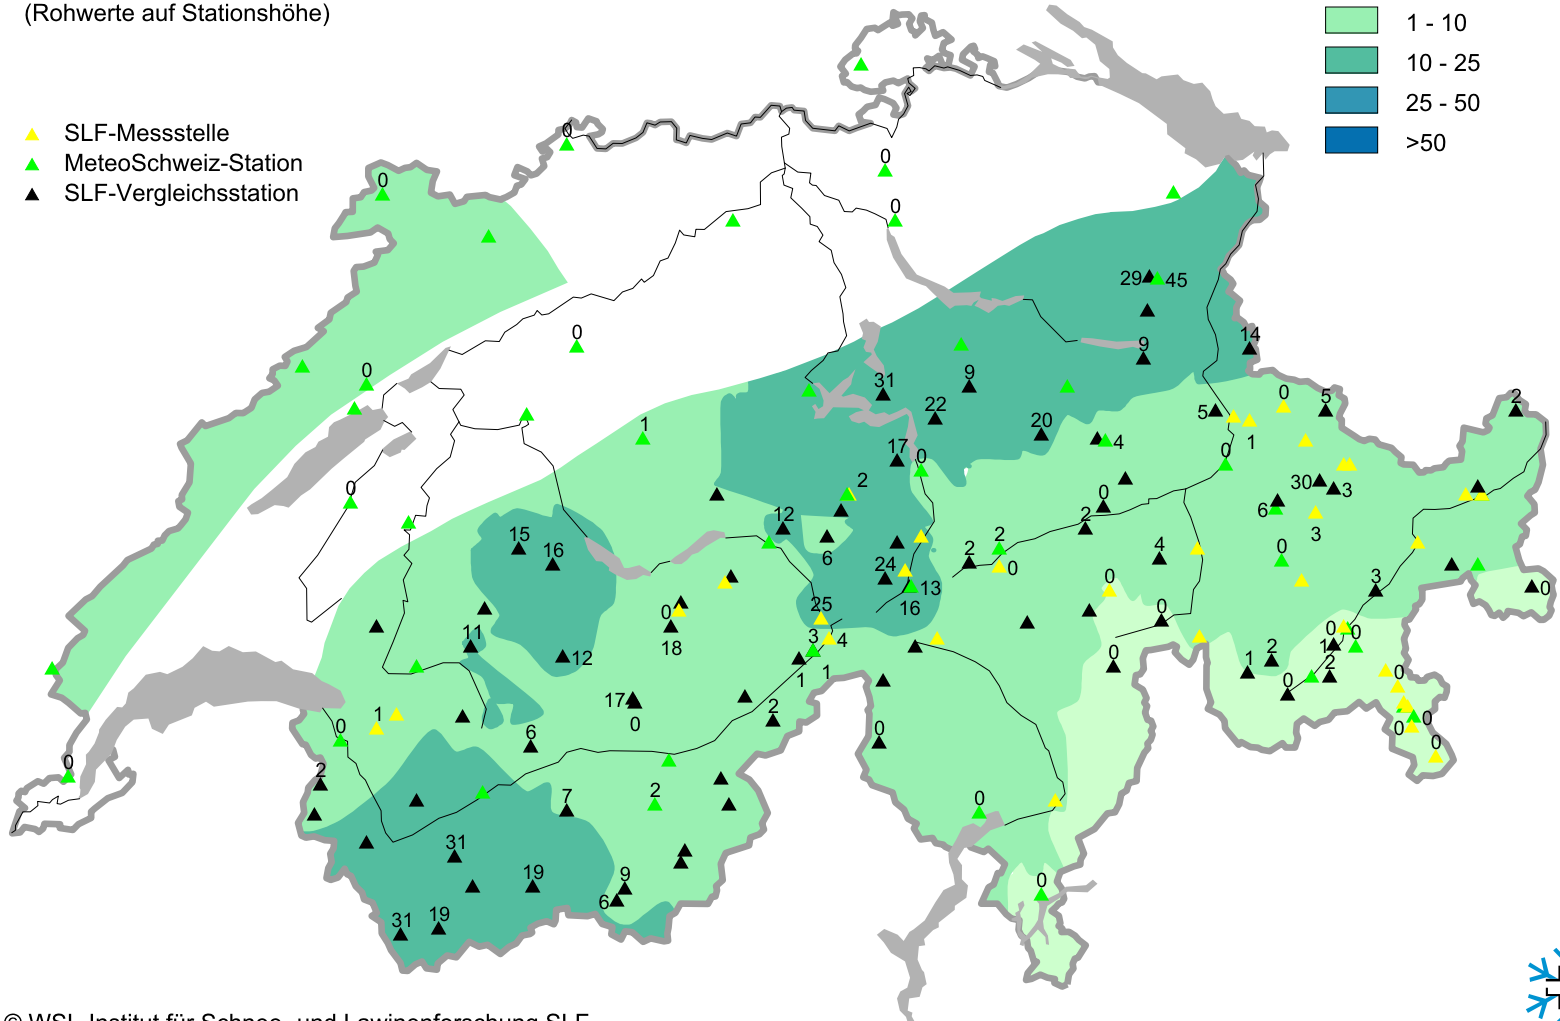 (Rohwerte auf Stationshöhe)
1 - 10
10 - 25
25 - 50
>50
SLF-Messstelle
MeteoSchweiz-Station
SLF-Vergleichsstation
0
0
0
0
29 45
0
14
9
0
31 9
0 5 2
22 5
1 20 1
4
17 0 0
2 30 3
0 0
6
12 2 3
15
16 6 2 4 0
24 2 0
13 0 3 0
16
25 0
0
11 3 4 0 0
18 1
12 1 1 0 1 2 2
0
0
17 0
1 2 0
0 6 0 0
0
0
2
7 2 0
31
19 9 0
6
31 19
© WSL-Institut für Schnee- und Lawinenforschung SLF